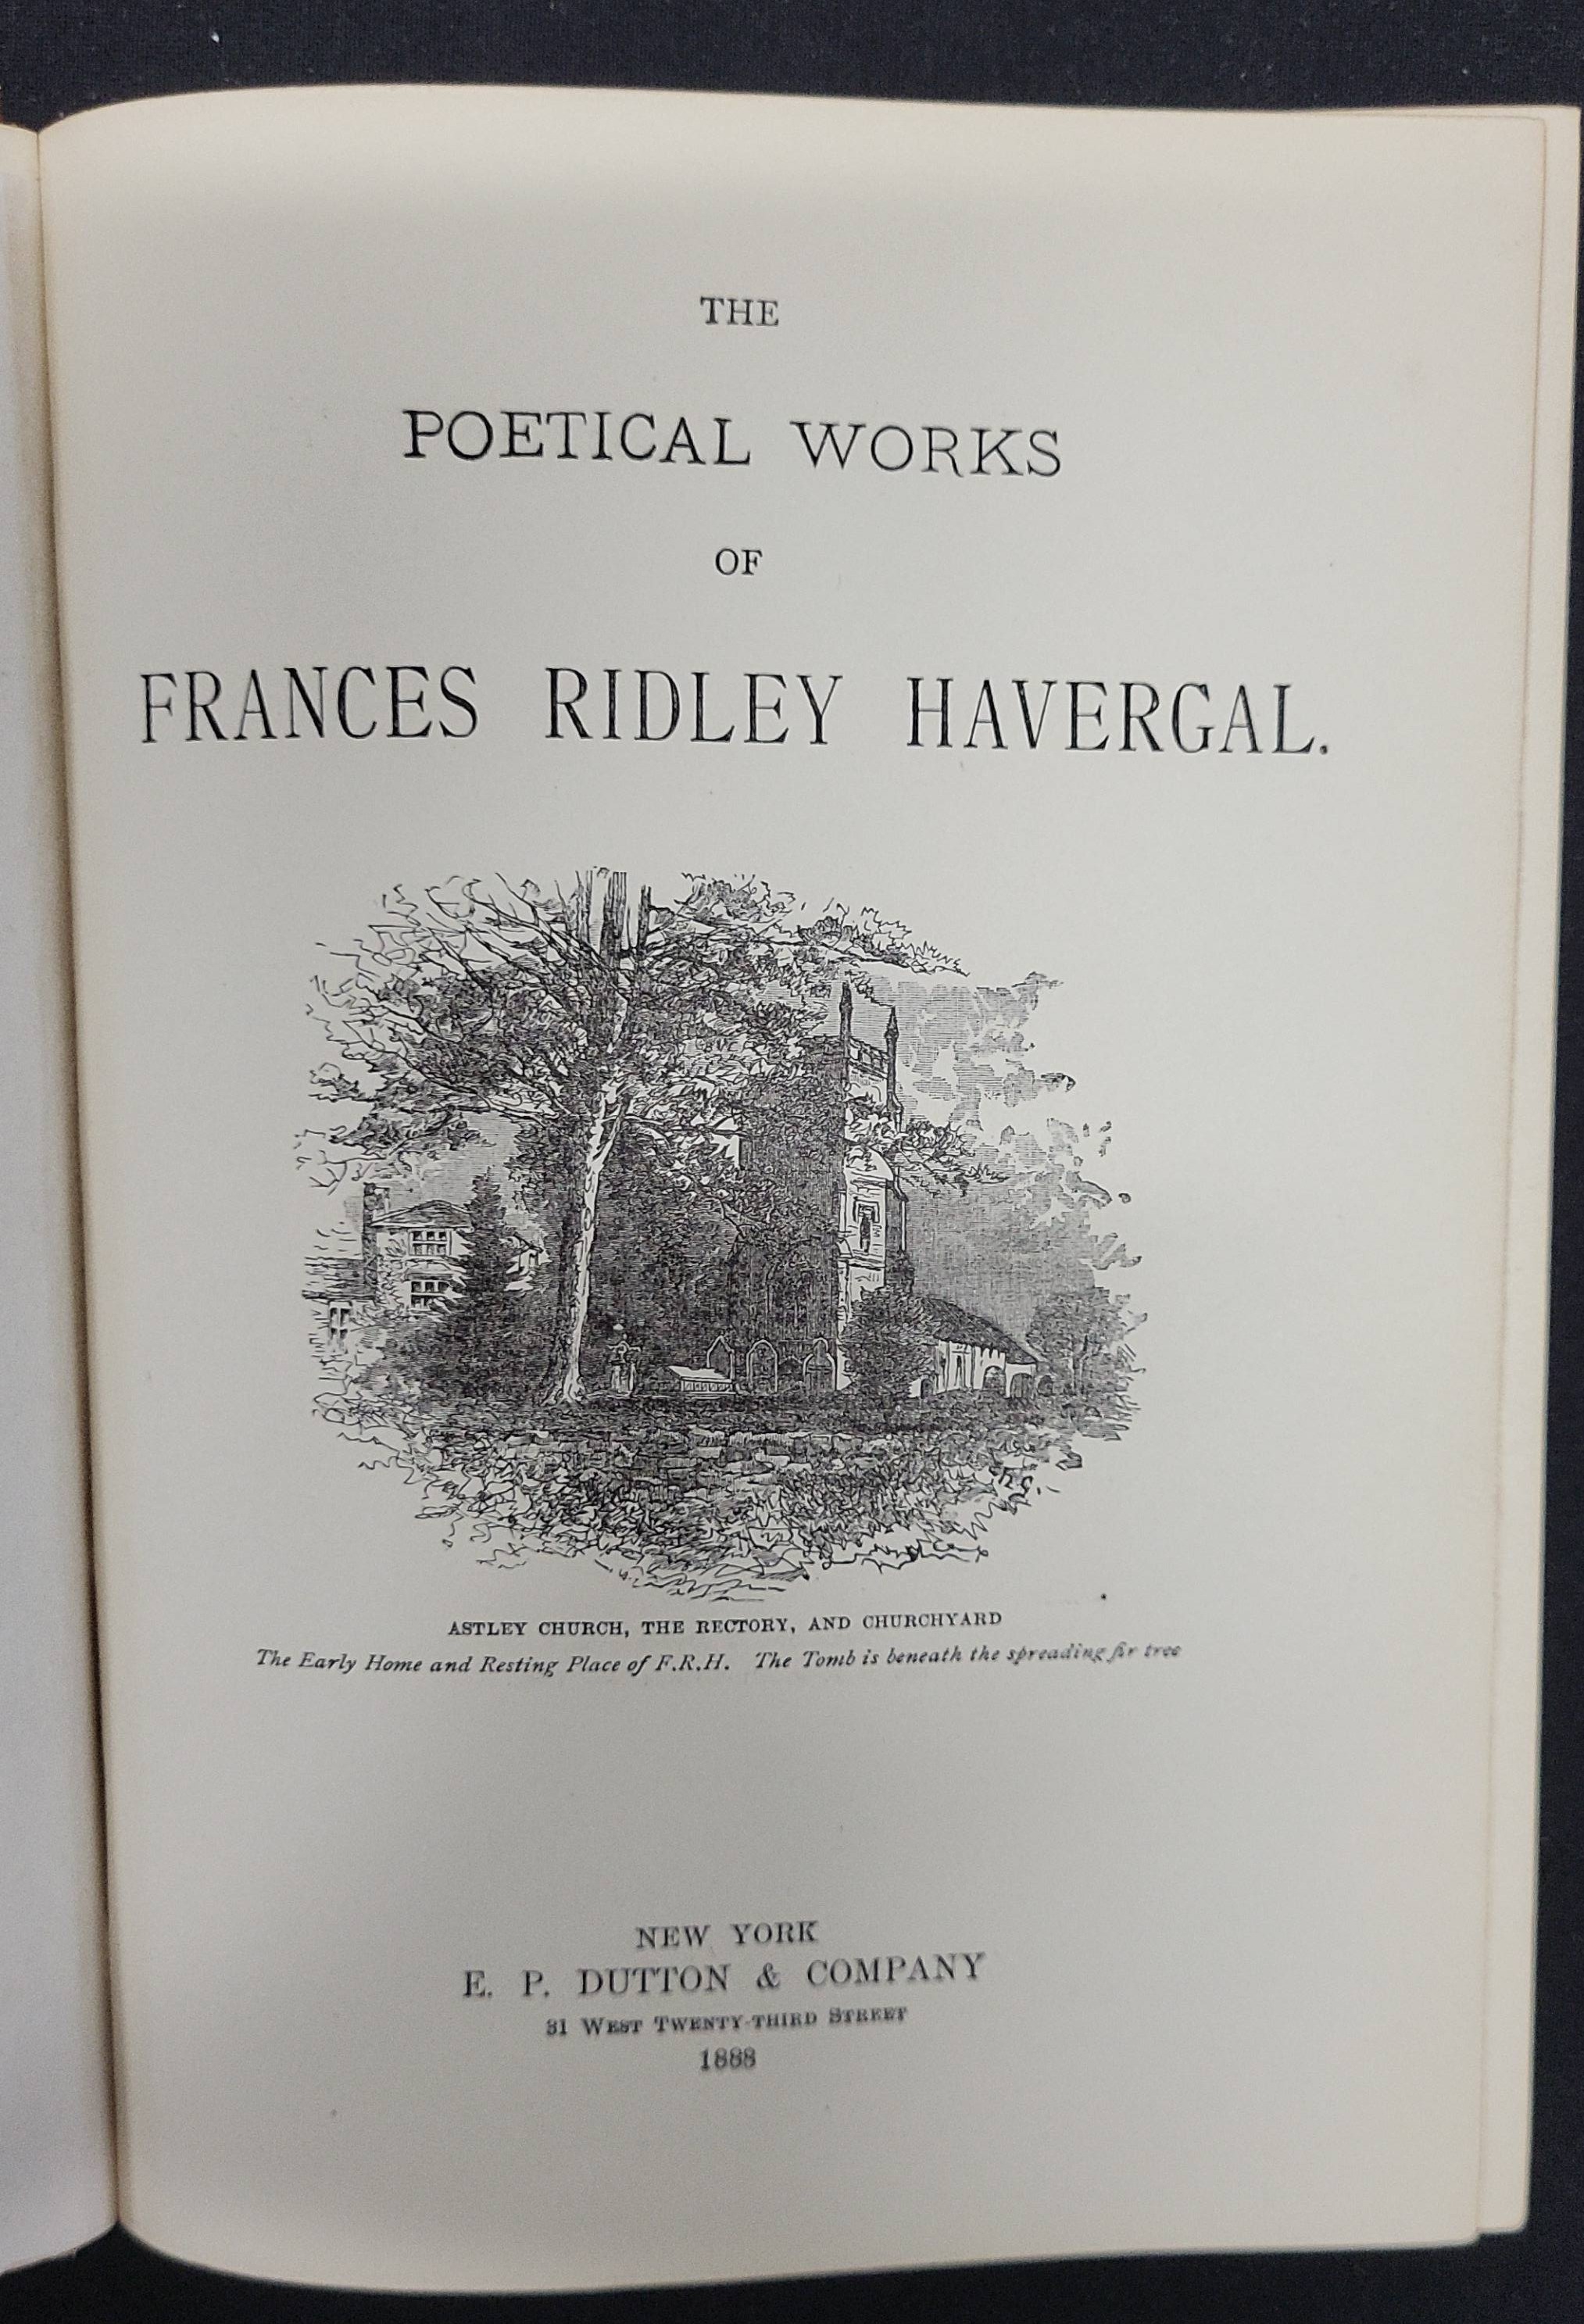 THE
POETICAL WORKS
OF
FRANCES RIDLEY HAVERGAL.
ASTLEY CHURCH, THE RECTORY, AND CHURCHYARD
The Early Home and Resting Place of F.R.H. The Tomb is beneath the spreading fir tree
NEW YORK
E. P. DUTTON & COMPANY
31 WEST TWENTY-THIRD STREET
1888